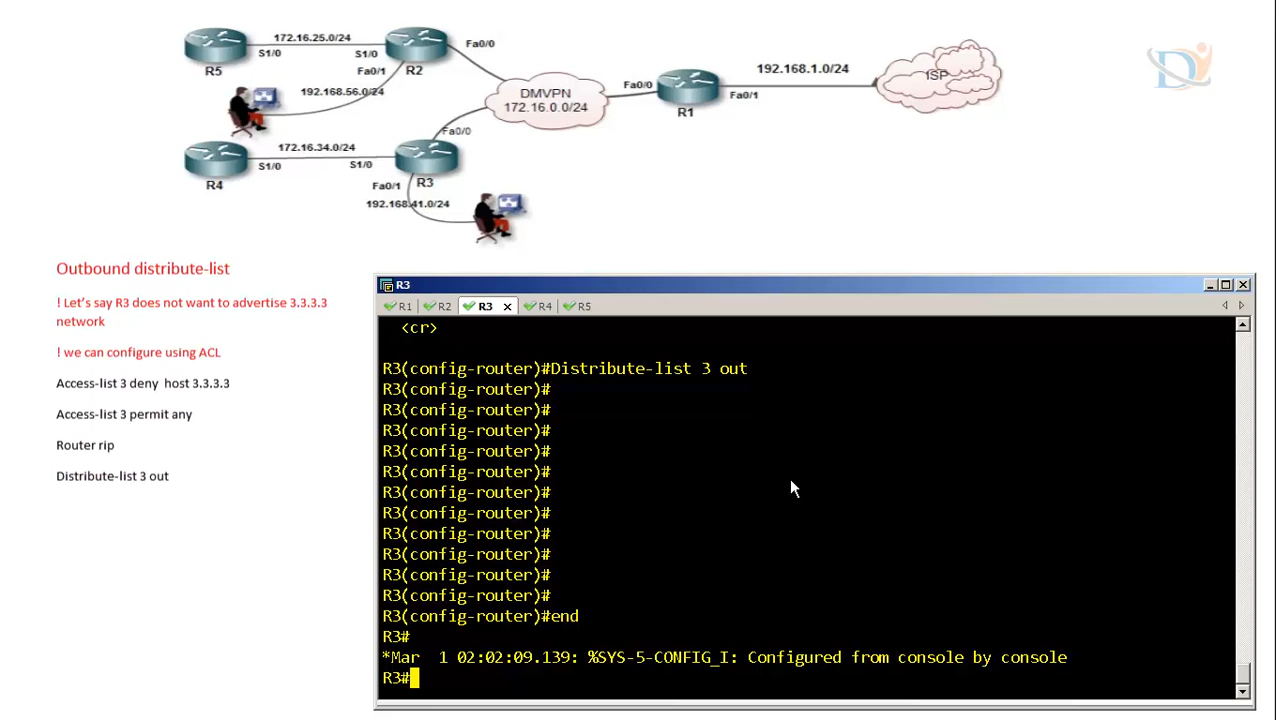 172.16.25.0/24
Fa0/0
S1/0
S1/0
R5
R2
Fa0/1
192.168.56.0/24
DMVPN
172.16.0.0/24
Fa0/0
192.168.1.0/24
ISP
Fa0/1
R1
172.16.34.0/24
Fa0/0
S1/0
S1/0
R4
R3
Fa0/1
192.168.41.0/24
Outbound distribute-list
! Let's say R3 does not want to advertise 3.3.3.3
network
! we can configure using ACL
Access-list 3 deny host 3.3.3.3
Access-list 3 permit any
Router rip
Distribute-list 3 out
R3
R1
R2
R3
R4
R5
<cr>
R3(config-router)#Distribute-list 3 out
R3(config-router)#
R3(config-router)#
R3(config-router)#
R3(config-router)#
R3(config-router)#
R3(config-router)#
R3(config-router)#
R3(config-router)#
R3(config-router)#
R3(config-router)#
R3(config-router)#
R3(config-router)#end
R3#
*Mar 1 02:02:09.139: %SYS-5-CONFIG_I: Configured from console by console
R3#